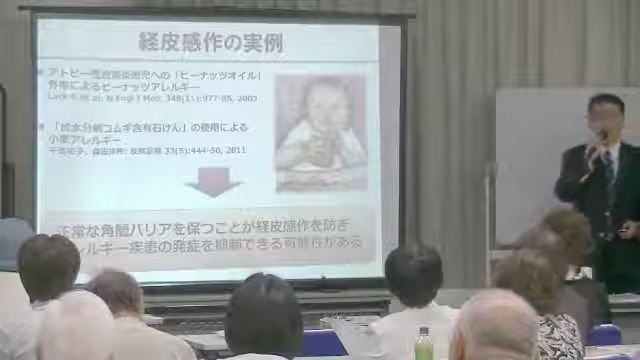 経皮感作の実例
アトピー性皮膚炎患児への「ピーナッツオイル」
外用によるピーナッツアレルギー
Lack G, et al: N Engl J Med. 348(11):977-85, 2003
「加水分解コムギ含有石けん」の使用による
小麦アレルギー
33(5):444-50, 2011
正常な角層バリアを保つことが経皮感作を防ぎ
アレルギー疾患の発症を抑制できる可能性がある